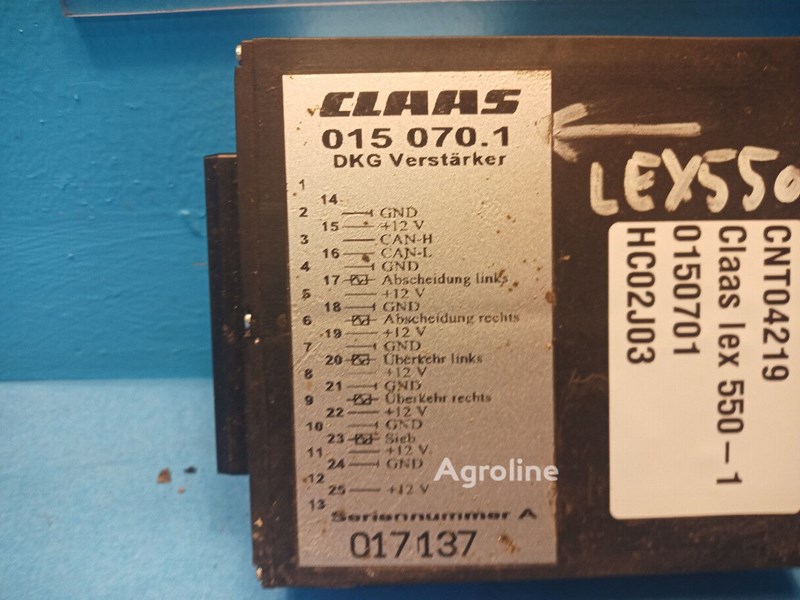 CLAAS
015 070.1
DKG Verstärker
1
14
2 GND
15 +12 V
3 CAN-H
16 CAN-L
4 GND
17 Abscheidung links
5 +12 V
18 GND
6 Abscheidung rechts
19 +12 V
7 GND
20 Überkehr links
8 +12 V
21 GND
9 Überkehr rechts
22 +12 V
10 GND
23 Sieb
11 +12 V.
24 GND
12
25 +12 V
13
Seriennummer A
017137
LEX550
CNT04219
Claas lex 550-1
0150701
HC02J03
Agroline